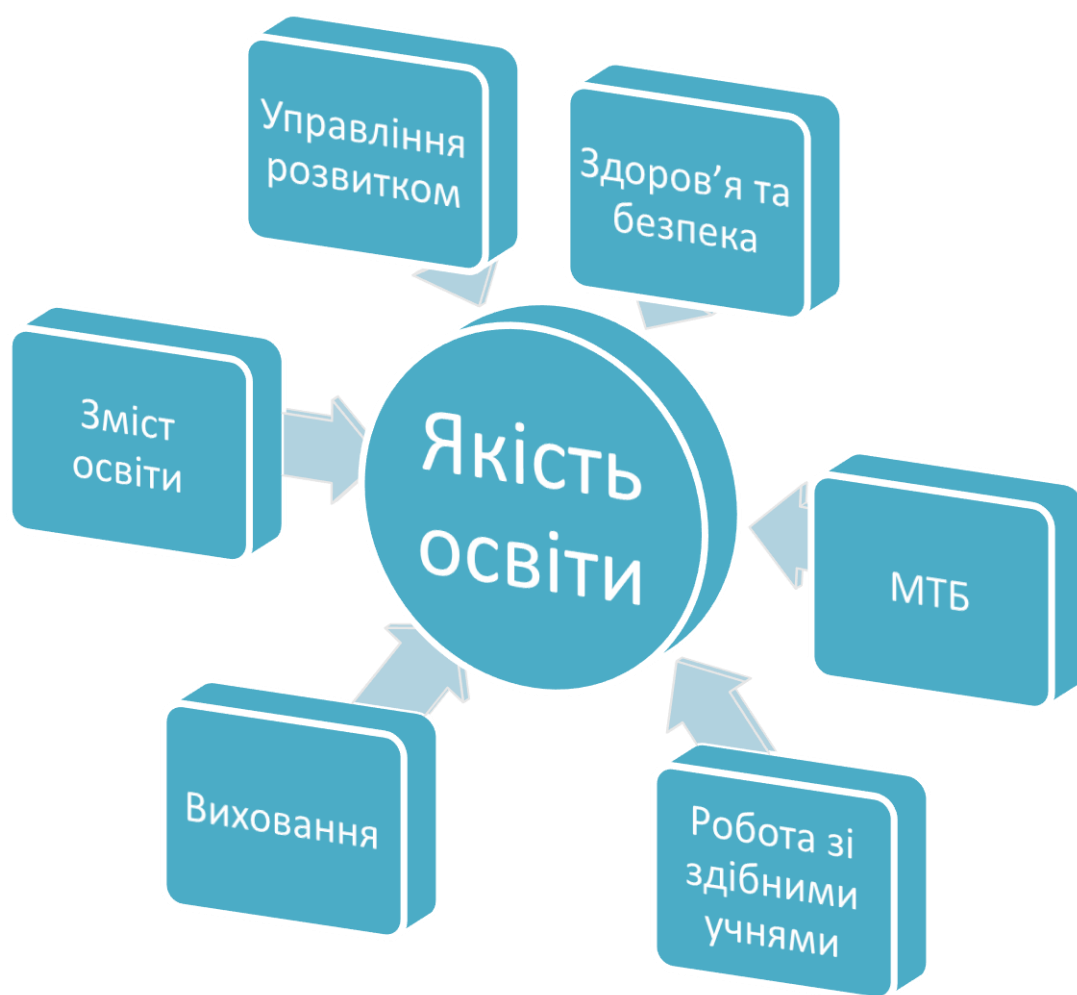 Управління
розвитком
Здоров’я та
безпека
Зміст
освіти
Якість
освіти
МТБ
Виховання
Робота зі
здібними
учнями